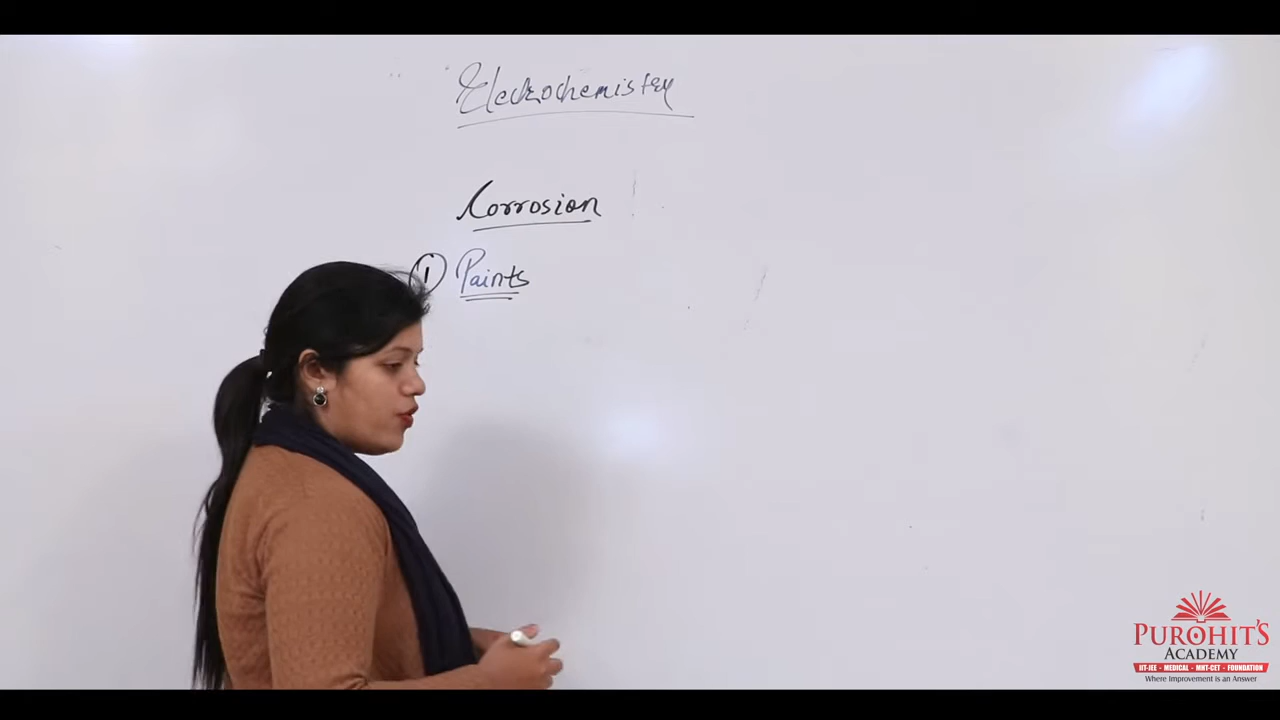 Electrochemistry
Corrosion
① Paints
PUROHIT'S
ACADEMY
IIT-JEE - MEDICAL - MHT-CET - FOUNDATION
Where Improvement is an Answer